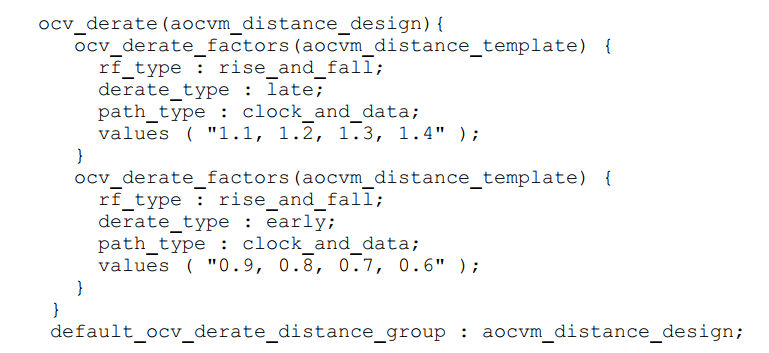 ocv_derate(aocvm_distance_design){
ocv_derate_factors(aocvm_distance_template) {
rf_type : rise_and_fall;
derate_type : late;
path_type : clock_and_data;
values ( "1.1, 1.2, 1.3, 1.4" );
}
ocv_derate_factors(aocvm_distance_template) {
rf_type : rise_and_fall;
derate_type : early;
path_type : clock_and_data;
values ( "0.9, 0.8, 0.7, 0.6" );
}
}
default_ocv_derate_distance_group : aocvm_distance_design;